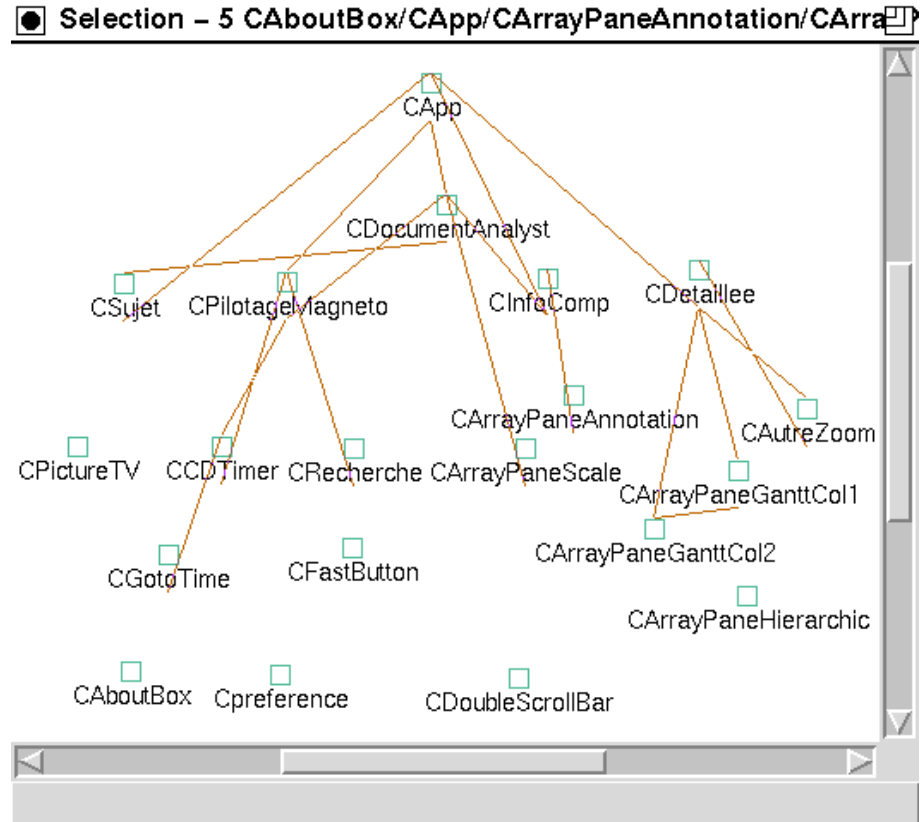 Selection – 5 CAboutBox/CApp/CArrayPaneAnnotation/CArra
CApp
CDocumentAnalyst
CSujet
CPilotageMagneto
CInfoComp
CDetaillee
CArrayPaneAnnotation
CAutreZoom
CPictureTV
CCDTimer
CRecherche
CArrayPaneScale
CArrayPaneGanttCol1
CArrayPaneGanttCol2
CGotoTime
CFastButton
CArrayPaneHierarchic
CAboutBox
Cpreference
CDoubleScrollBar